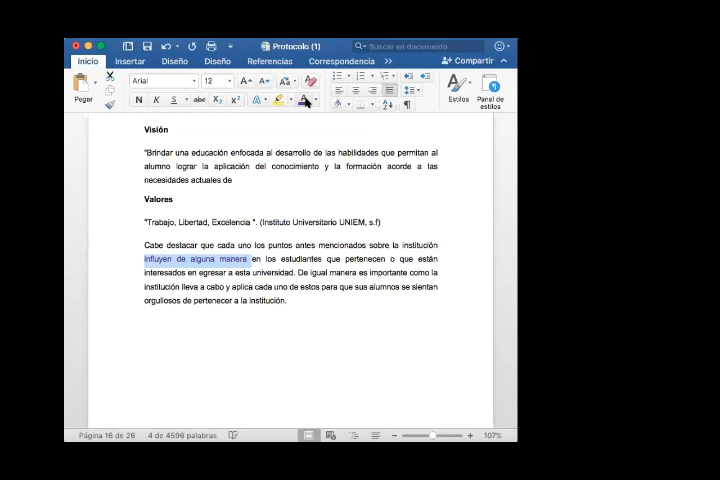 Protocolo (1)
Buscar en documento
Inicio Insertar Diseño Diseño Referencias Correspondencia >> Compartir
Pegar Arial 12 Estilos Panel de estilos
N K S abc X₂ X² A A ¶
Visión
"Brindar una educación enfocada al desarrollo de las habilidades que permitan al
alumno lograr la aplicación del conocimiento y la formación acorde a las
necesidades actuales de
Valores
"Trabajo, Libertad, Excelencia ". (Instituto Universitario UNIEM, s.f)
Cabe destacar que cada uno los puntos antes mencionados sobre la institución
influyen de alguna manera en los estudiantes que pertenecen o que están
interesados en egresar a esta universidad. De igual manera es importante como la
institución lleva a cabo y aplica cada uno de estos para que sus alumnos se sientan
orgullosos de pertenecer a la institución.
Página 16 de 26 4 de 4596 palabras 107%